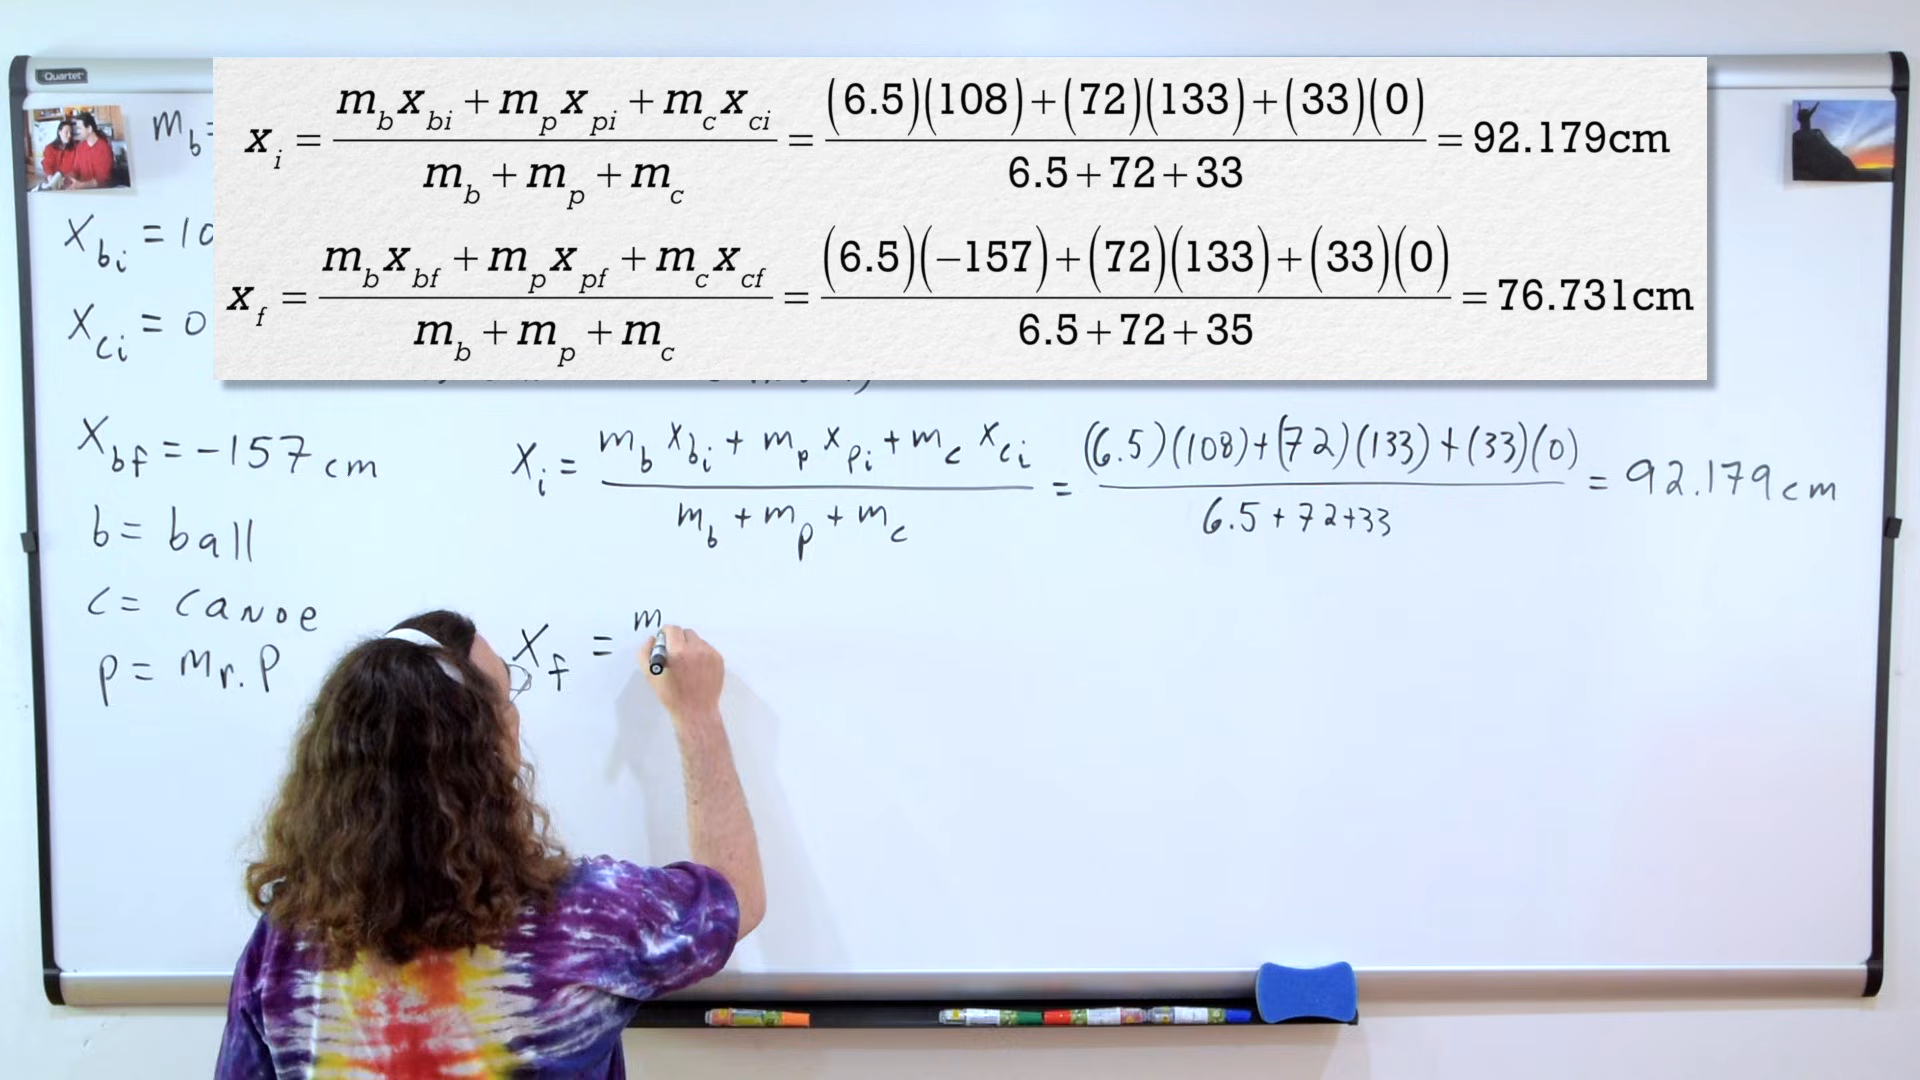 Quartet
x_i = (m_b x_bi + m_p x_pi + m_c x_ci) / (m_b + m_p + m_c) = ((6.5)(108)+(72)(133)+(33)(0)) / (6.5+72+33) = 92.179cm
x_f = (m_b x_bf + m_p x_pf + m_c x_cf) / (m_b + m_p + m_c) = ((6.5)(−157)+(72)(133)+(33)(0)) / (6.5+72+35) = 76.731cm
m_b =
x_bi = 10
x_ci = 0
x_bf = -157 cm
b = ball
c = canoe
p = Mr. P
x_i = (m_b x_bi + m_p x_pi + m_c x_ci) / (m_b + m_p + m_c) = ((6.5)(108)+(72)(133)+(33)(0)) / (6.5+72+33) = 92.179 cm
x_f = m